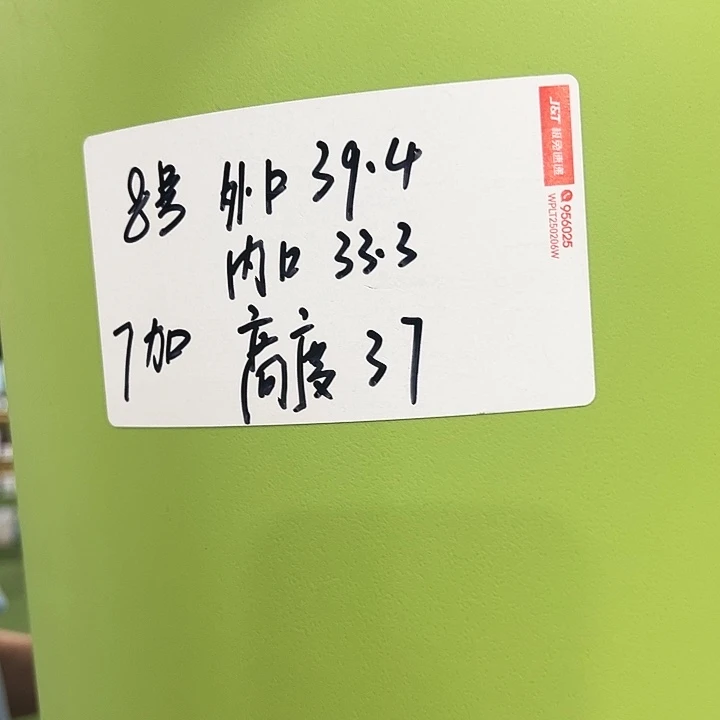 8号 外口 39.4
内口 33.3
7加 高度 37
J&T 极兔速递
956025
WPLT250206W